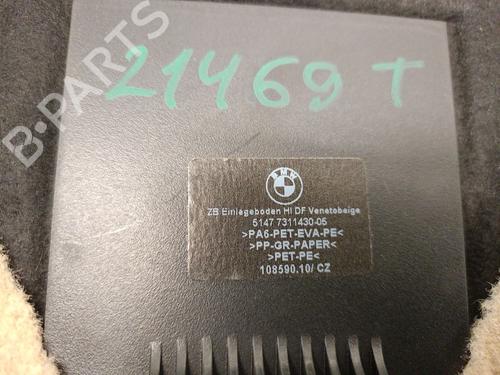 B-PARTS
21469 T
BMW
ZB Einlegeboden HI DF Venetobeige
5147 7311430-05
>PA6-PET-EVA-PE<
>PP-GR-PAPER<
>PET-PE<
108590.10/ CZ